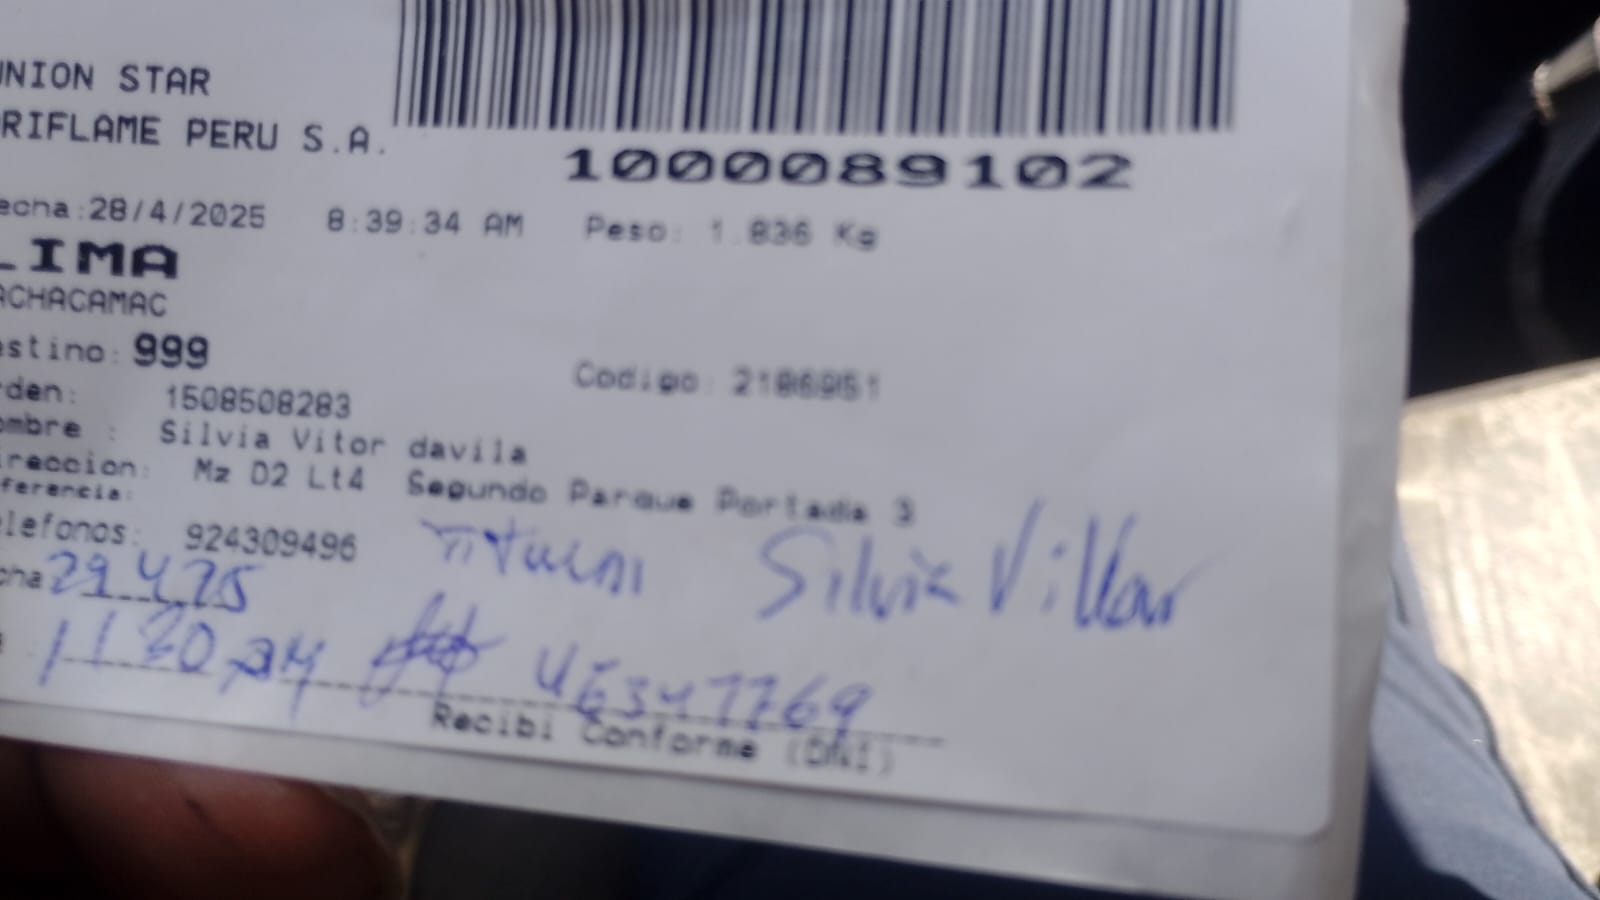 UNION STAR
ORIFLAME PERU S.A.
1000089102
echa:28/4/2025 8:39:34 AM Peso: 1.836 Kg
LIMA
ACHACAMAC
estino: 999
rden: 1508508283 Codigo: 2186951
ombre : Silvia Vitor davila
ireccion: Mz D2 Lt4 Segundo Parque Portada 3
ferencia:
elefonos: 924309496 Silvia Villar
cha 29 4 25
11 20 AM 46347769
Recibi Conforme (DNI)